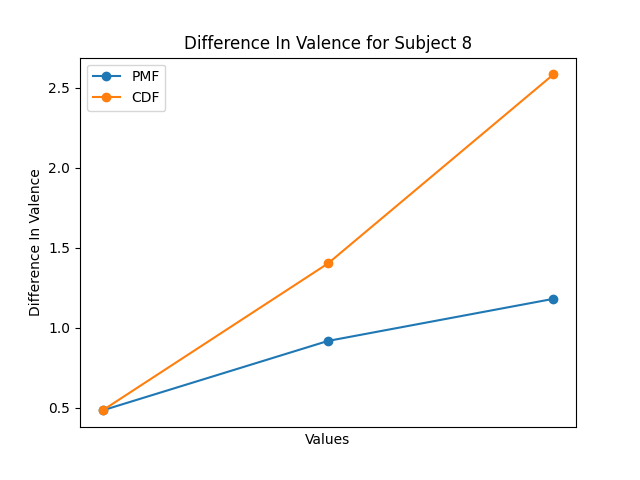 Difference In Valence for Subject 8
PMF
CDF
2.5
2.0
1.5
1.0
0.5
Difference In Valence
Values